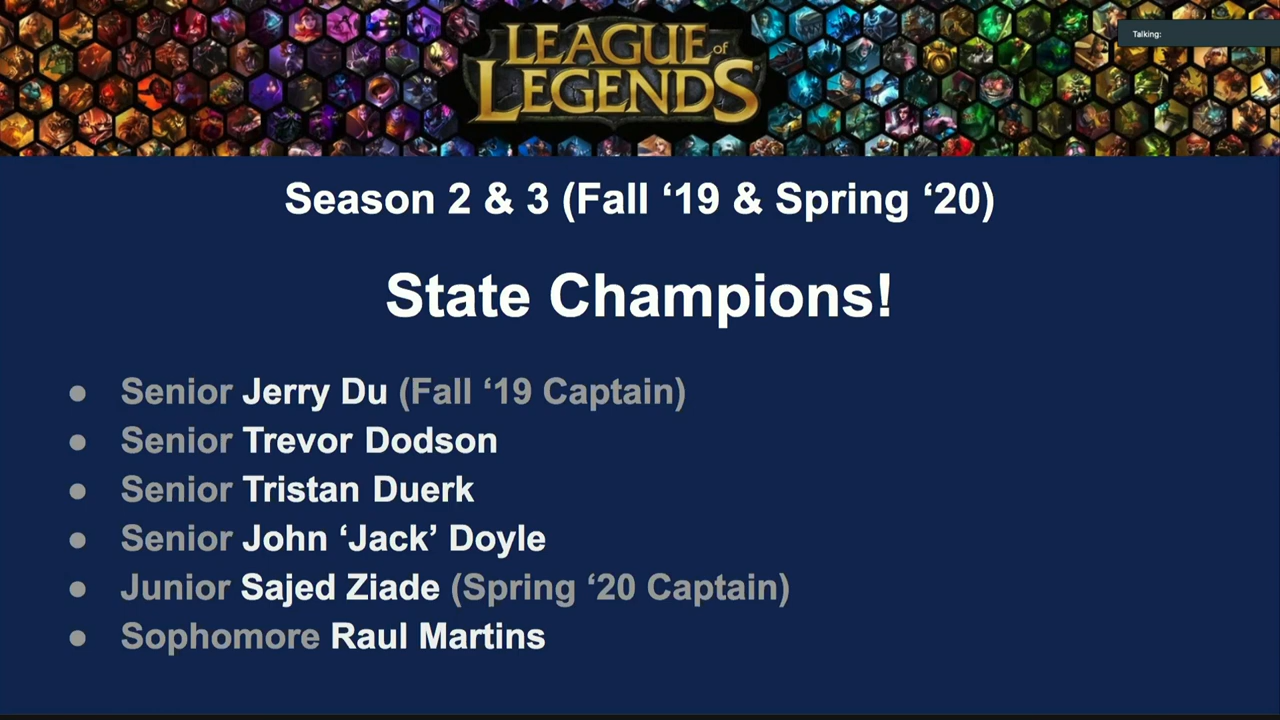 LEAGUE of
LEGENDS
Talking:
Season 2 & 3 (Fall ‘19 & Spring ‘20)
State Champions!
● Senior Jerry Du (Fall ‘19 Captain)
● Senior Trevor Dodson
● Senior Tristan Duerk
● Senior John ‘Jack’ Doyle
● Junior Sajed Ziade (Spring ‘20 Captain)
● Sophomore Raul Martins